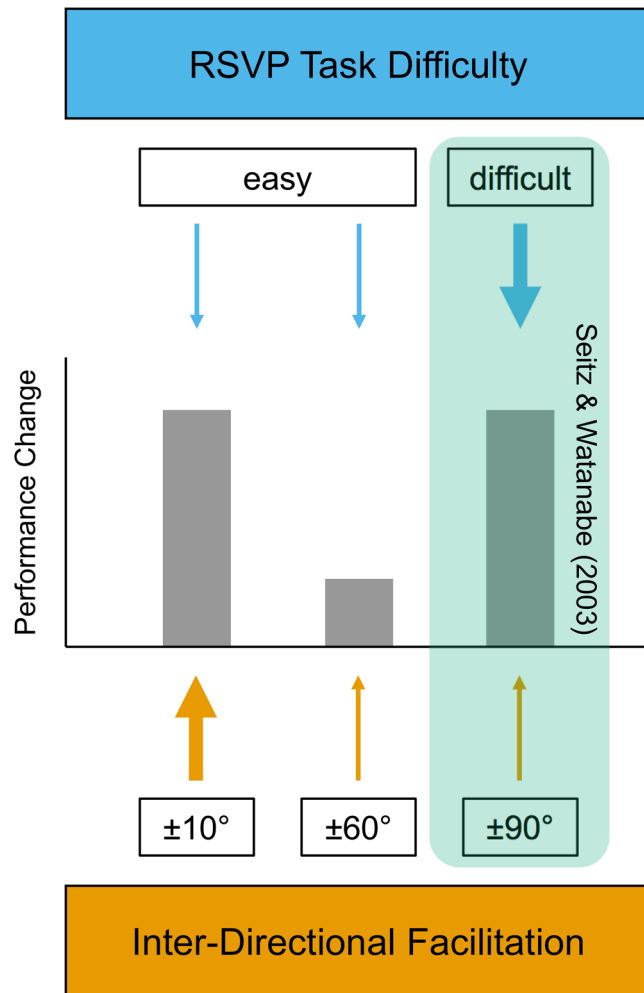 RSVP Task Difficulty
easy
difficult
Performance Change
Seitz & Watanabe (2003)
±10°
±60°
±90°
Inter-Directional Facilitation